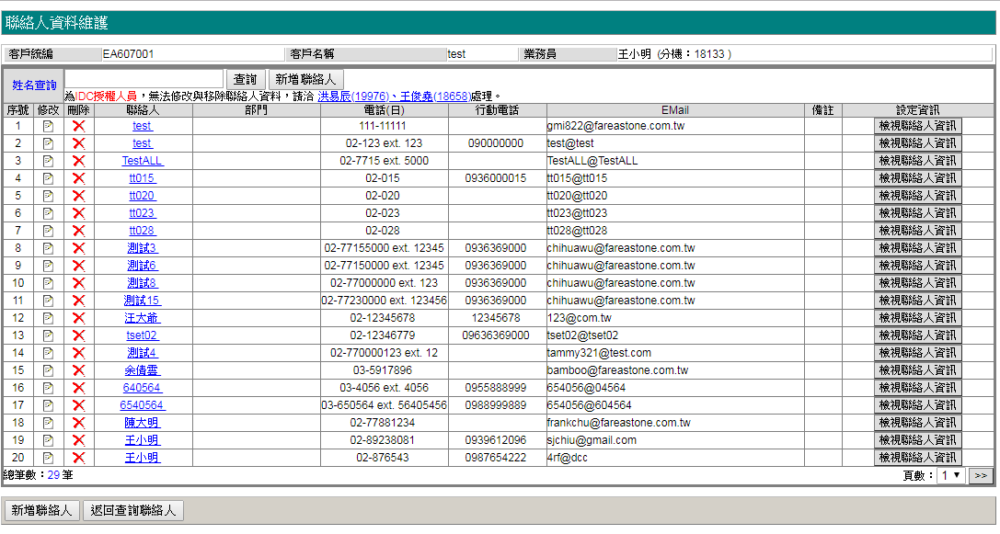 聯絡人資料維護
客戶統編 EA607001 客戶名稱 test 業務員 王小明 (分機：18133 )
姓名查詢 查詢 新增聯絡人
為IDC授權人員，無法修改與移除聯絡人資料，請洽 洪易辰(19976)、王俊堯(18658)處理。
序號 修改 刪除 聯絡人 部門 電話(日) 行動電話 EMail 備註 設定資訊
1 test 111-11111 gmi822@fareastone.com.tw 檢視聯絡人資訊
2 test 02-123 ext. 123 090000000 test@test 檢視聯絡人資訊
3 TestALL 02-7715 ext. 5000 TestALL@TestALL 檢視聯絡人資訊
4 tt015 02-015 0936000015 tt015@tt015 檢視聯絡人資訊
5 tt020 02-020 tt020@tt020 檢視聯絡人資訊
6 tt023 02-023 tt023@tt023 檢視聯絡人資訊
7 tt028 02-028 tt028@tt028 檢視聯絡人資訊
8 測試3 02-77155000 ext. 12345 0936369000 chihuawu@fareastone.com.tw 檢視聯絡人資訊
9 測試6 02-77150000 ext. 12345 0936369000 chihuawu@fareastone.com.tw 檢視聯絡人資訊
10 測試8 02-77000000 ext. 123 0936369000 chihuawu@fareastone.com.tw 檢視聯絡人資訊
11 測試15 02-77230000 ext. 123456 0936369000 chihuawu@fareastone.com.tw 檢視聯絡人資訊
12 汪大爺 02-12345678 12345678 123@com.tw 檢視聯絡人資訊
13 tset02 02-12346779 09636369000 tset02@tset02 檢視聯絡人資訊
14 測試4 02-770000123 ext. 12 tammy321@test.com 檢視聯絡人資訊
15 余倩雲 03-5917896 bamboo@fareastone.com.tw 檢視聯絡人資訊
16 640564 03-4056 ext. 4056 0955888999 654056@04564 檢視聯絡人資訊
17 6540564 03-650564 ext. 56405456 0988999889 654056@604564 檢視聯絡人資訊
18 陳大明 02-77881234 frankchu@fareastone.com.tw 檢視聯絡人資訊
19 王小明 02-89238081 0939612096 sjchiu@gmail.com 檢視聯絡人資訊
20 王小明 02-876543 0987654222 4rf@dcc 檢視聯絡人資訊
總筆數：29 筆 頁數： 1 >>
新增聯絡人 返回查詢聯絡人